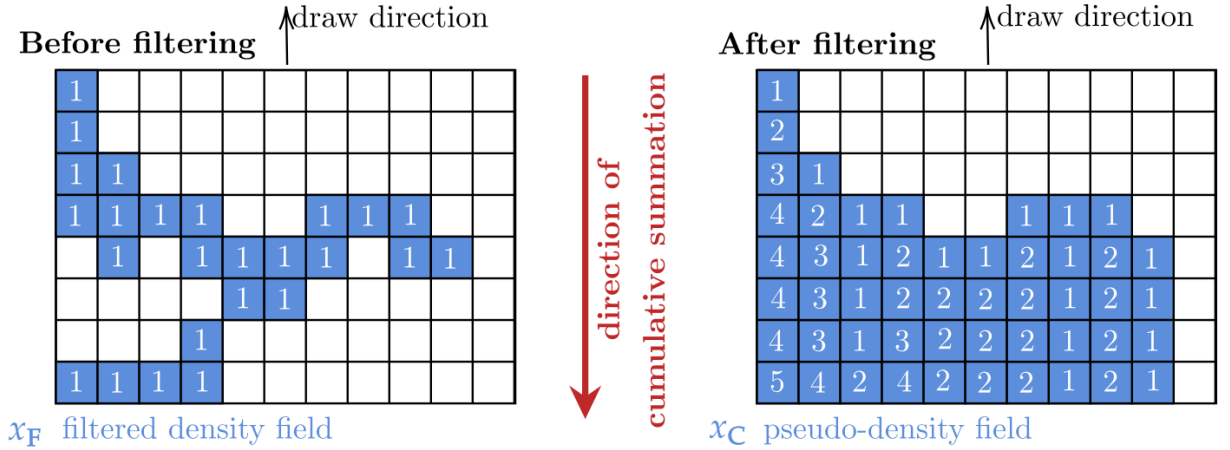 draw direction
Before filtering
1
1
1 1
1 1 1 1 1 1 1
1 1 1 1 1 1 1
1 1
1
1 1 1 1
x_F filtered density field
direction of
cumulative summation
draw direction
After filtering
1
2
3 1
4 2 1 1 1 1 1
4 3 1 2 1 1 2 1 2 1
4 3 1 2 2 2 2 1 2 1
4 3 1 3 2 2 2 1 2 1
5 4 2 4 2 2 2 1 2 1
x_C pseudo-density field